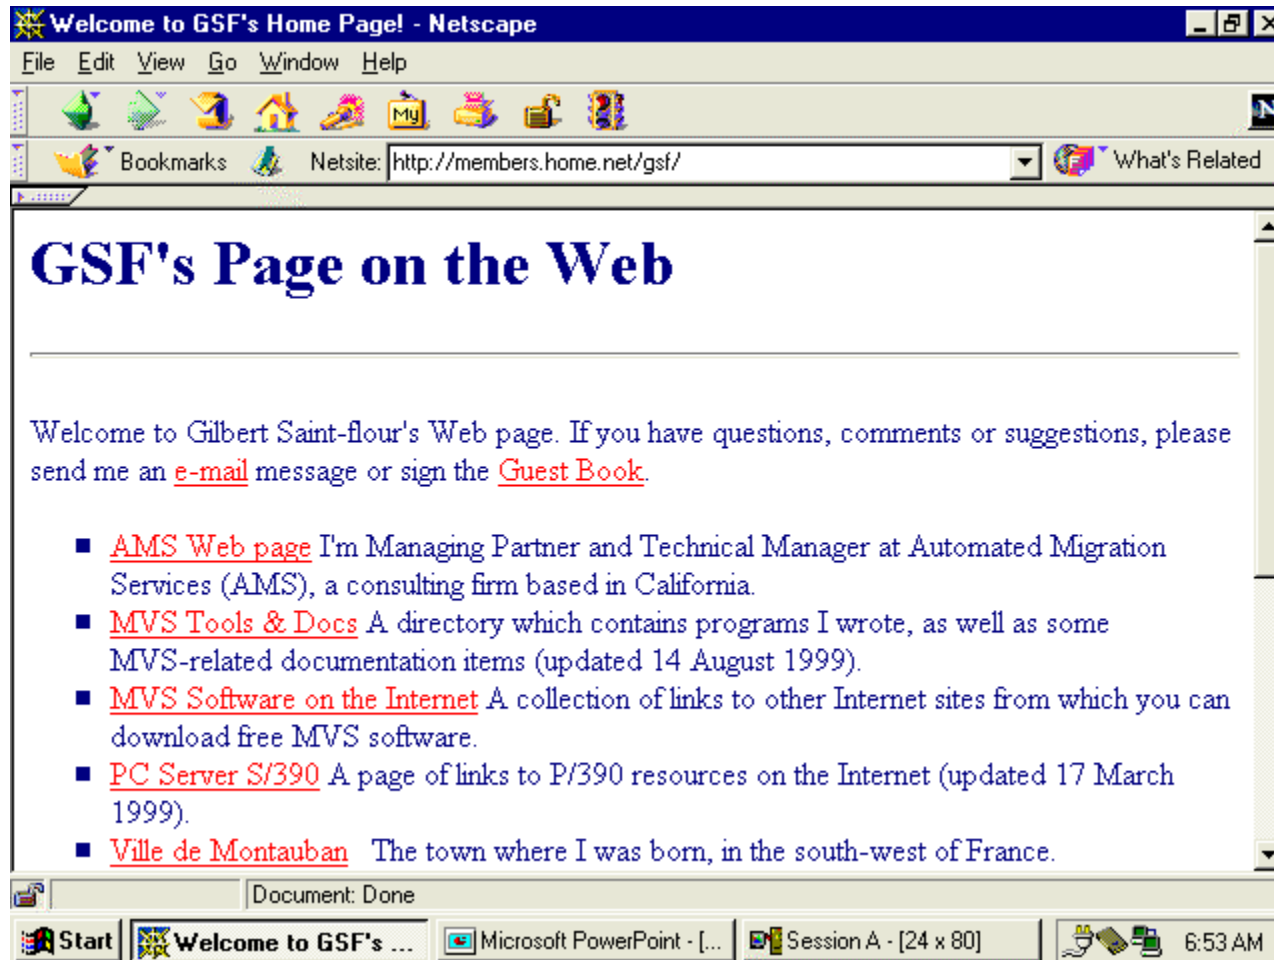 Welcome to GSF's Home Page! - Netscape
File Edit View Go Window Help
My
N
Bookmarks Netsite: http://members.home.net/gsf/ What's Related
GSF's Page on the Web
Welcome to Gilbert Saint-flour's Web page. If you have questions, comments or suggestions, please
send me an e-mail message or sign the Guest Book.
AMS Web page I'm Managing Partner and Technical Manager at Automated Migration
Services (AMS), a consulting firm based in California.
MVS Tools & Docs A directory which contains programs I wrote, as well as some
MVS-related documentation items (updated 14 August 1999).
MVS Software on the Internet A collection of links to other Internet sites from which you can
download free MVS software.
PC Server S/390 A page of links to P/390 resources on the Internet (updated 17 March
1999).
Ville de Montauban The town where I was born, in the south-west of France.
Document: Done
Start Welcome to GSF's ... Microsoft PowerPoint - [... Session A - [24 x 80] 6:53 AM